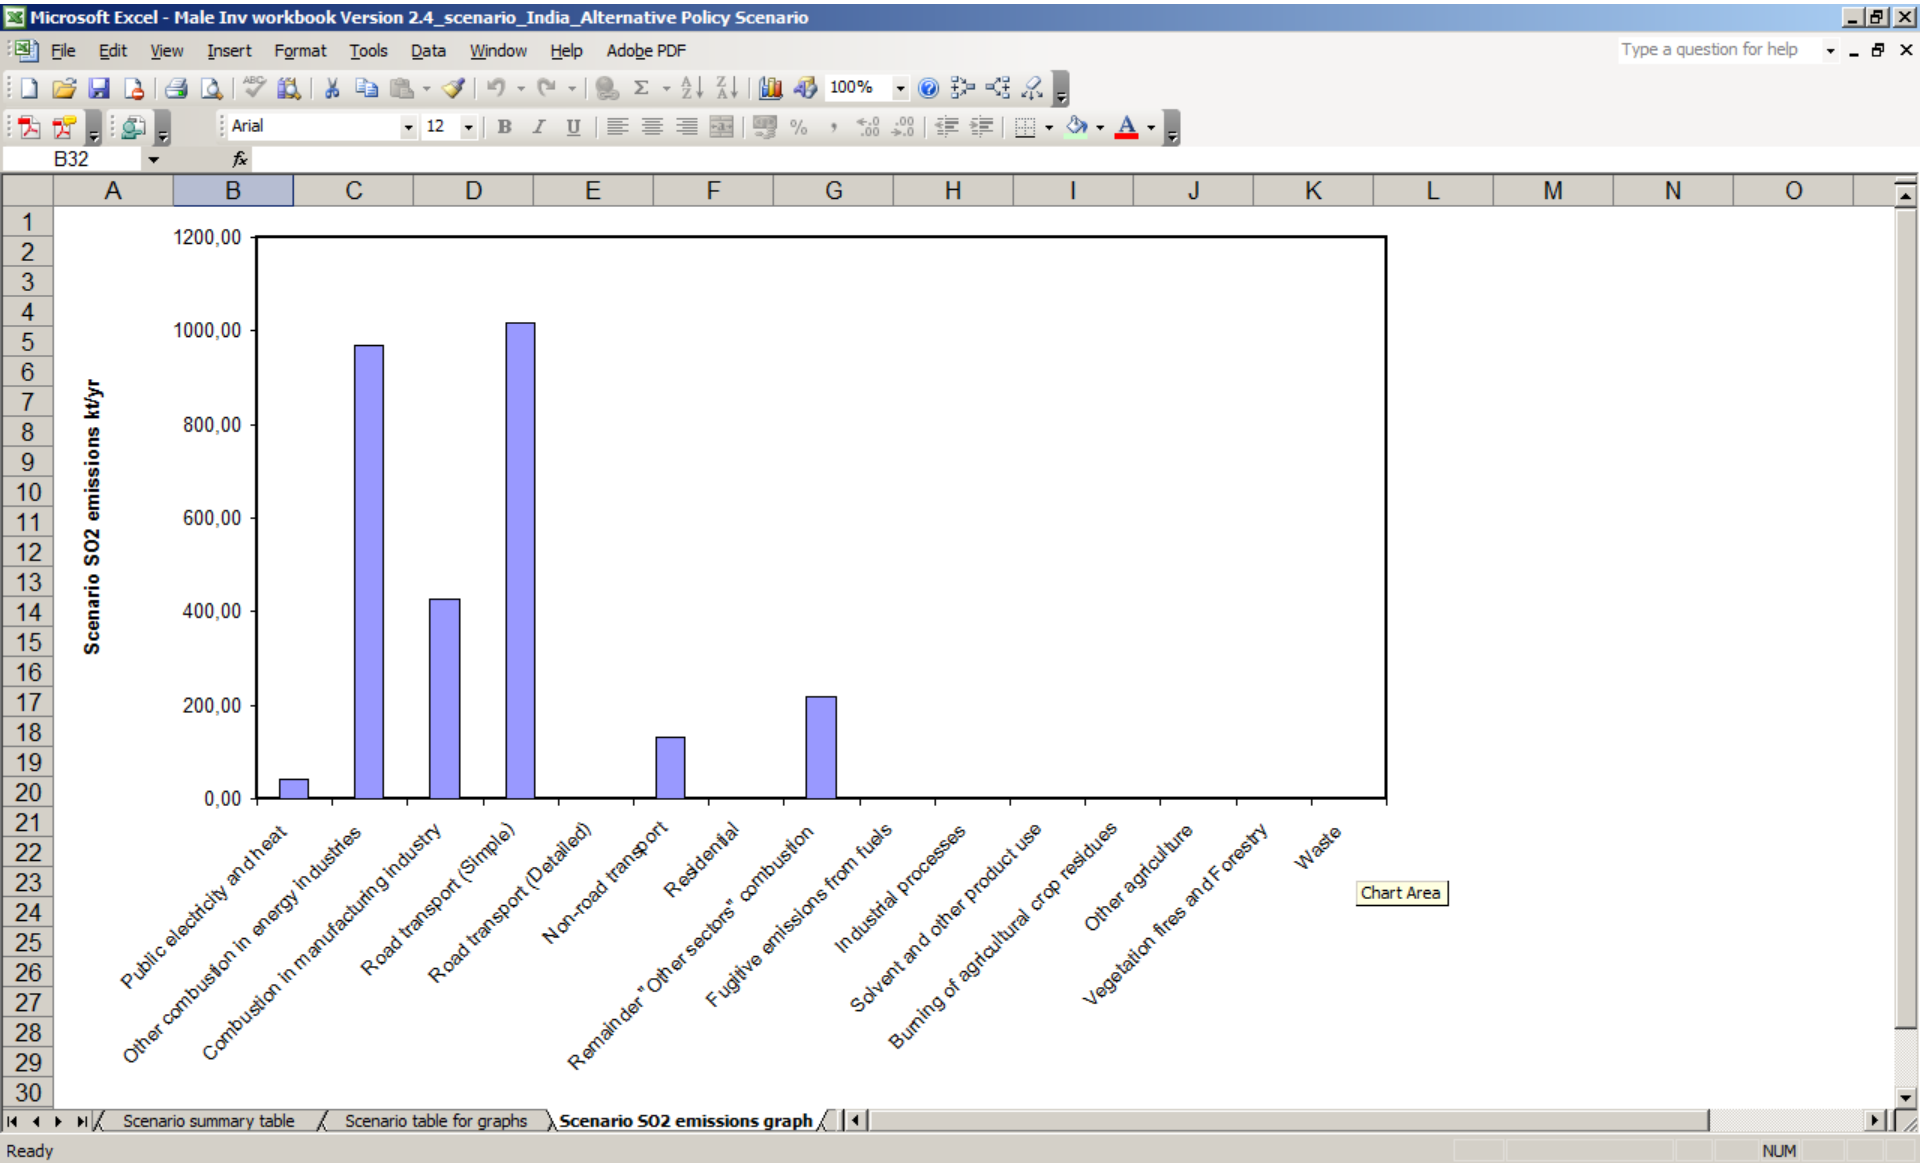 Microsoft Excel - Male Inv workbook Version 2.4_scenario_India_Alternative Policy Scenario
File Edit View Insert Format Tools Data Window Help Adobe PDF
Type a question for help
100%
Arial 12 B I U
B32 fx
A B C D E F G H I J K L M N O
1
2
3
4
5
6
7
8
9
10
11
12
13
14
15
16
17
18
19
20
21
22
23
24
25
26
27
28
29
30
Scenario SO2 emissions kt/yr
1200,00
1000,00
800,00
600,00
400,00
200,00
0,00
Public electricity and heat
Other combustion in energy industries
Combustion in manufacturing industry
Road transport (Simple)
Road transport (Detailed)
Non-road transport
Residential
Remainder "Other sectors" combustion
Fugitive emissions from fuels
Industrial processes
Solvent and other product use
Burning of agricultural crop residues
Other agriculture
Vegetation fires and Forestry
Waste
Chart Area
Scenario summary table Scenario table for graphs Scenario SO2 emissions graph
Ready
NUM